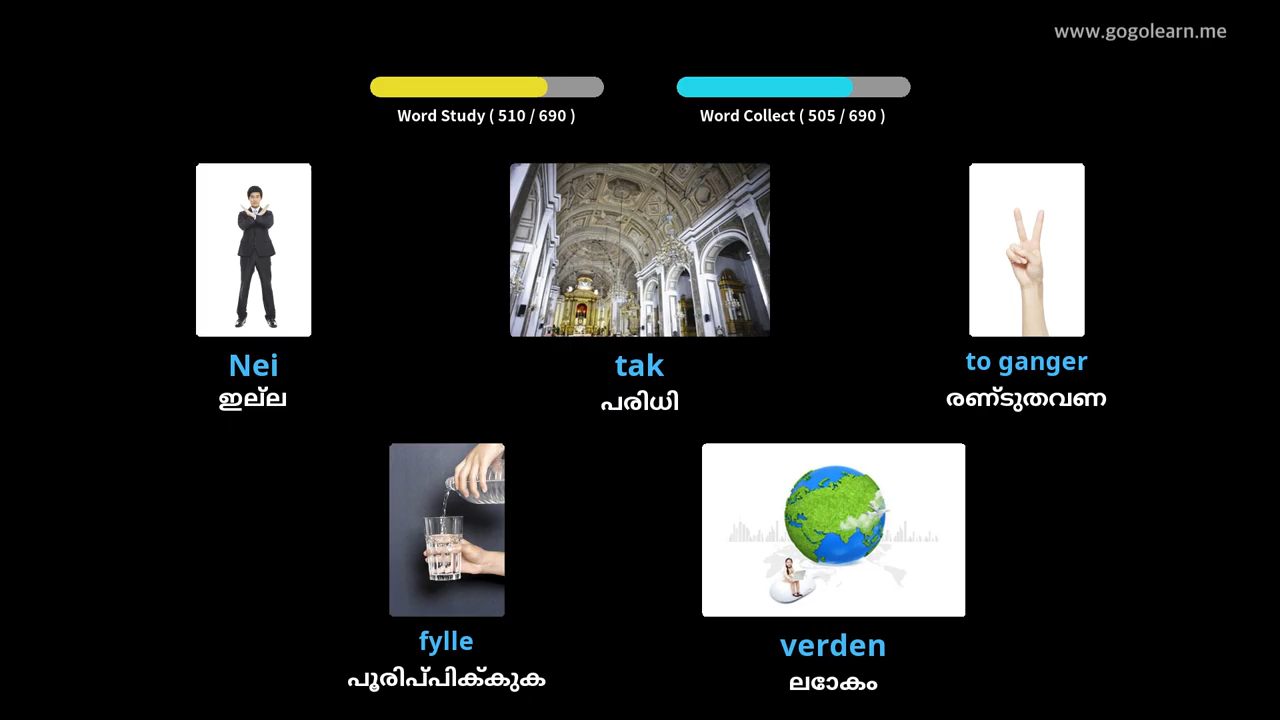 www.gogolearn.me
Word Study ( 510 / 690 )
Word Collect ( 505 / 690 )
Nei
ഇല്ല
tak
പരിധി
to ganger
രണ്ടുതവണ
fylle
പൂരിപ്പിക്കുക
verden
ലോകം